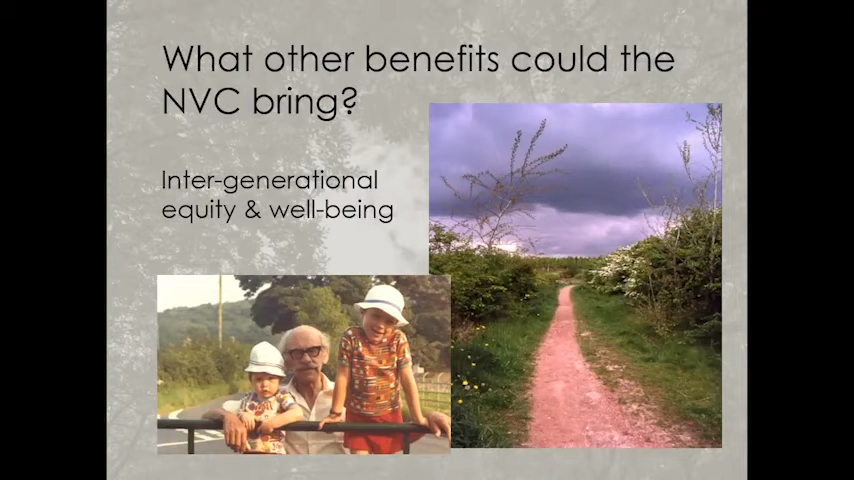 What other benefits could the
NVC bring?
Inter-generational
equity & well-being